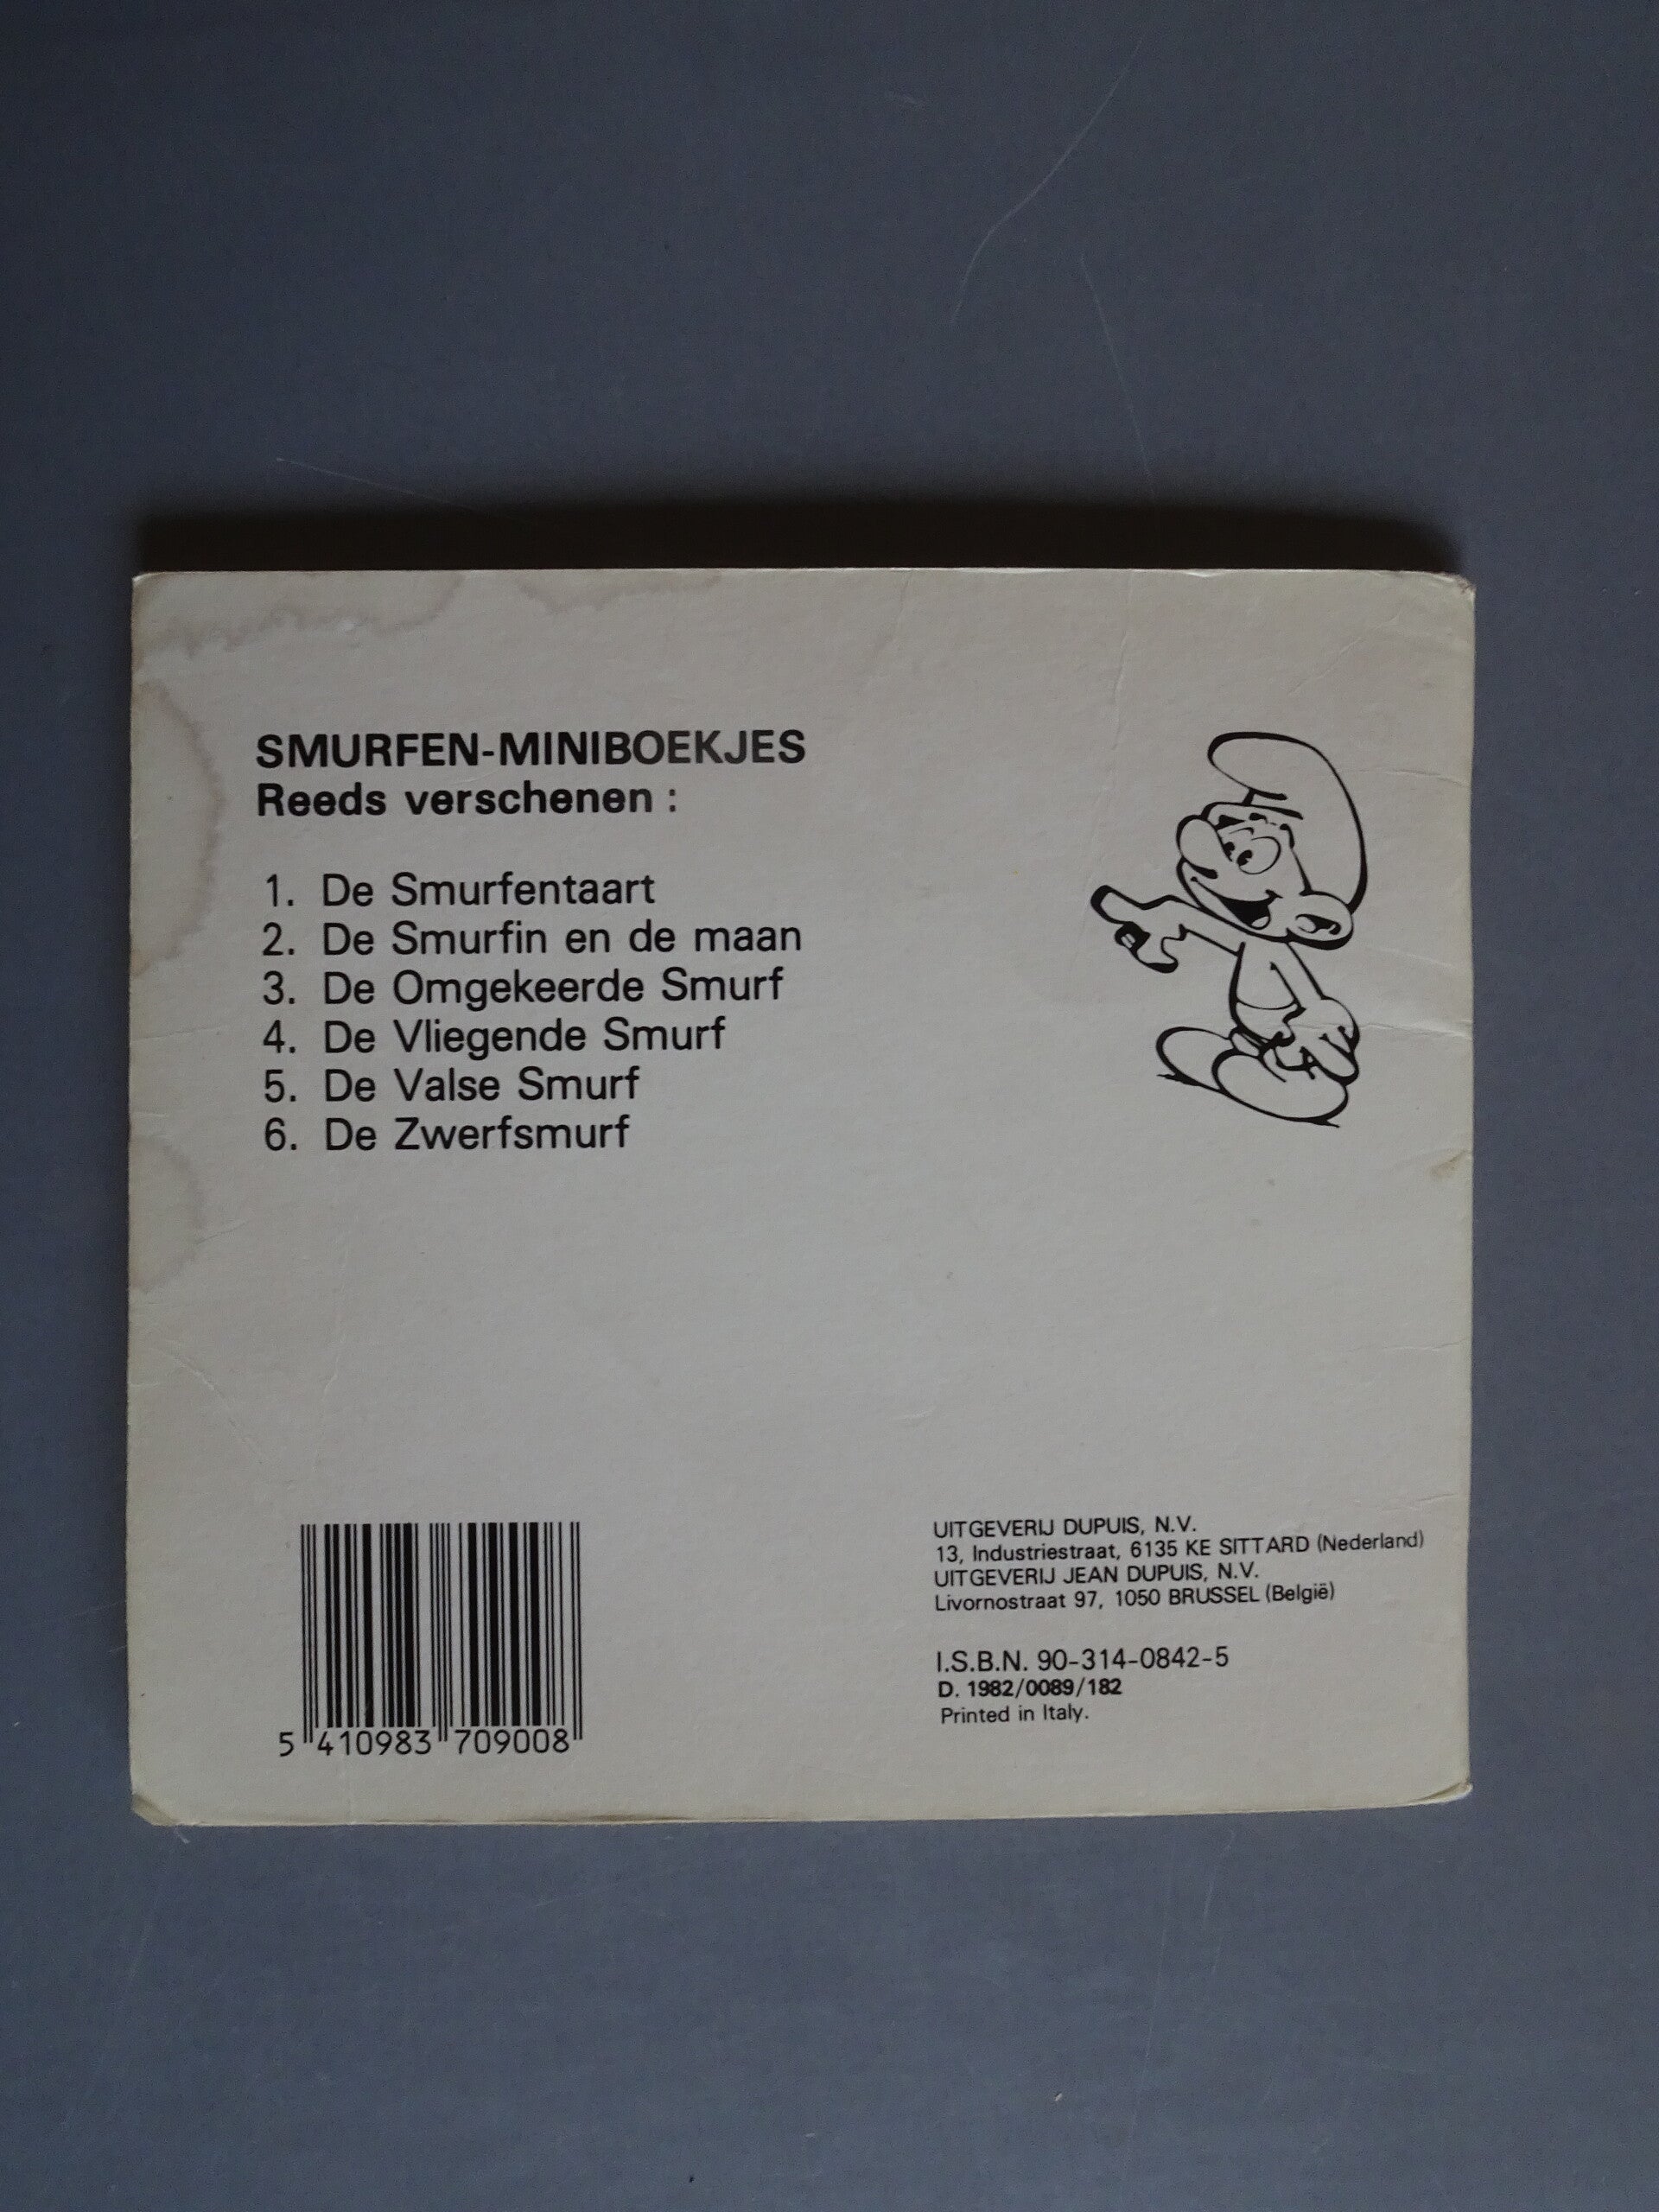 SMURFEN-MINIBOEKJES
Reeds verschenen :
1. De Smurfentaart
2. De Smurfin en de maan
3. De Omgekeerde Smurf
4. De Vliegende Smurf
5. De Valse Smurf
6. De Zwerfsmurf
5 410983 709008
UITGEVERIJ DUPUIS, N.V.
13, Industriestraat, 6135 KE SITTARD (Nederland)
UITGEVERIJ JEAN DUPUIS, N.V.
Livornostraat 97, 1050 BRUSSEL (België)
I.S.B.N. 90-314-0842-5
D. 1982/0089/182
Printed in Italy.